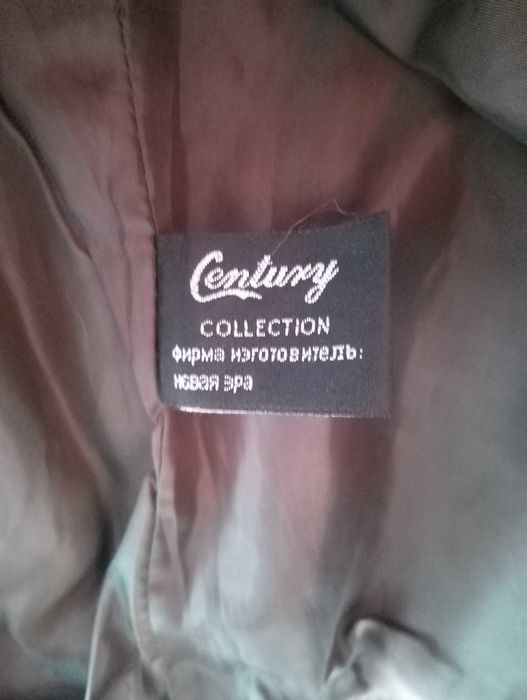 Century
COLLECTION
фирма изготовитель:
новая эра